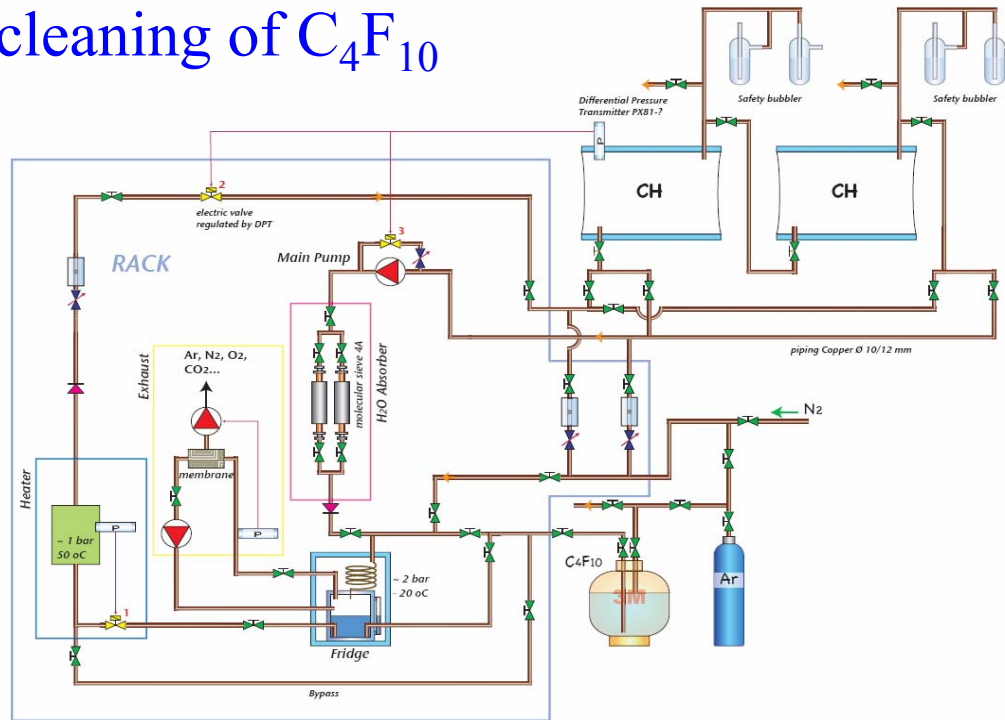 cleaning of C₄F₁₀
Safety bubbler
Safety bubbler
Differential Pressure
Transmitter PX81-?
P
CH
CH
2
electric valve
regulated by DPT
3
Main Pump
RACK
piping Copper Ø 10/12 mm
Ar, N2, O2,
CO2...
Exhaust
membrane
P
molecular sieve 4A
H2O Absorber
N2
Heater
~ 1 bar
50 oC
P
1
~ 2 bar
- 20 oC
Fridge
C4F10
3M
Ar
Bypass